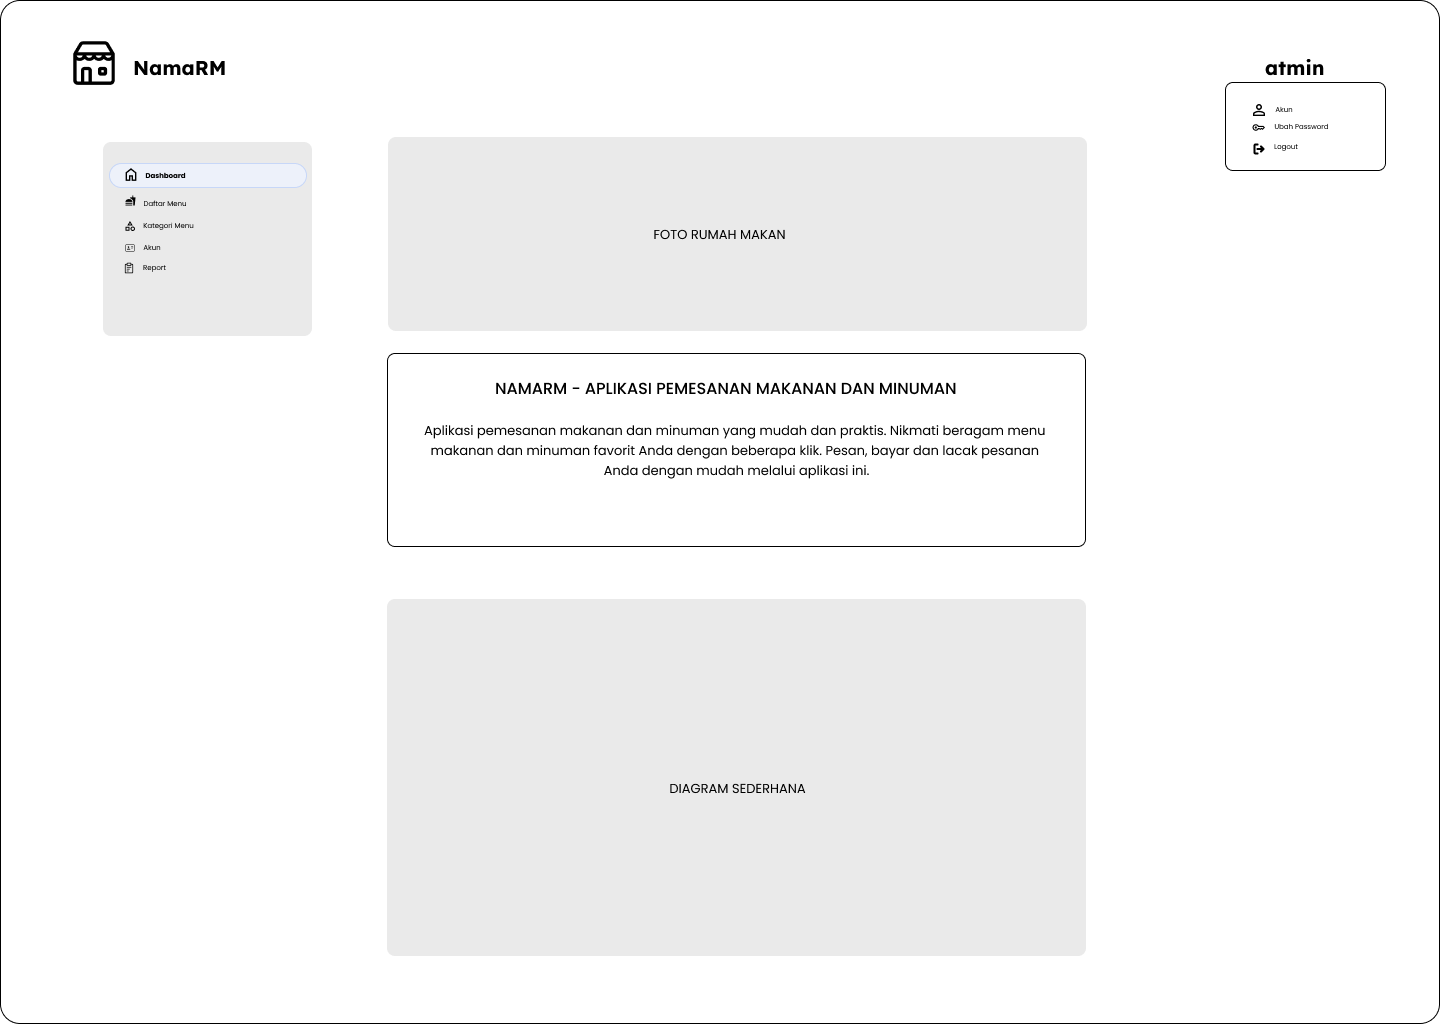 NamaRM
atmin
Akun
Ubah Password
Logout
Dashboard
Daftar Menu
Kategori Menu
Akun
Report
FOTO RUMAH MAKAN
NAMARM - APLIKASI PEMESANAN MAKANAN DAN MINUMAN
Aplikasi pemesanan makanan dan minuman yang mudah dan praktis. Nikmati beragam menu
makanan dan minuman favorit Anda dengan beberapa klik. Pesan, bayar dan lacak pesanan
Anda dengan mudah melalui aplikasi ini.
DIAGRAM SEDERHANA